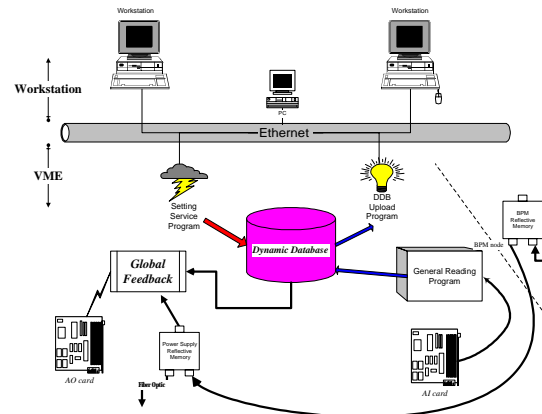 Workstation
Workstation
Workstation
PC
Ethernet
VME
Setting
Service
Program
DDB
Upload
Program
BPM
Reflective
Memory
Dynamic Database
BPM node
Global
Feedback
General Reading
Program
Power Supply
Reflective
Memory
AO card
Fiber Optic
AI card